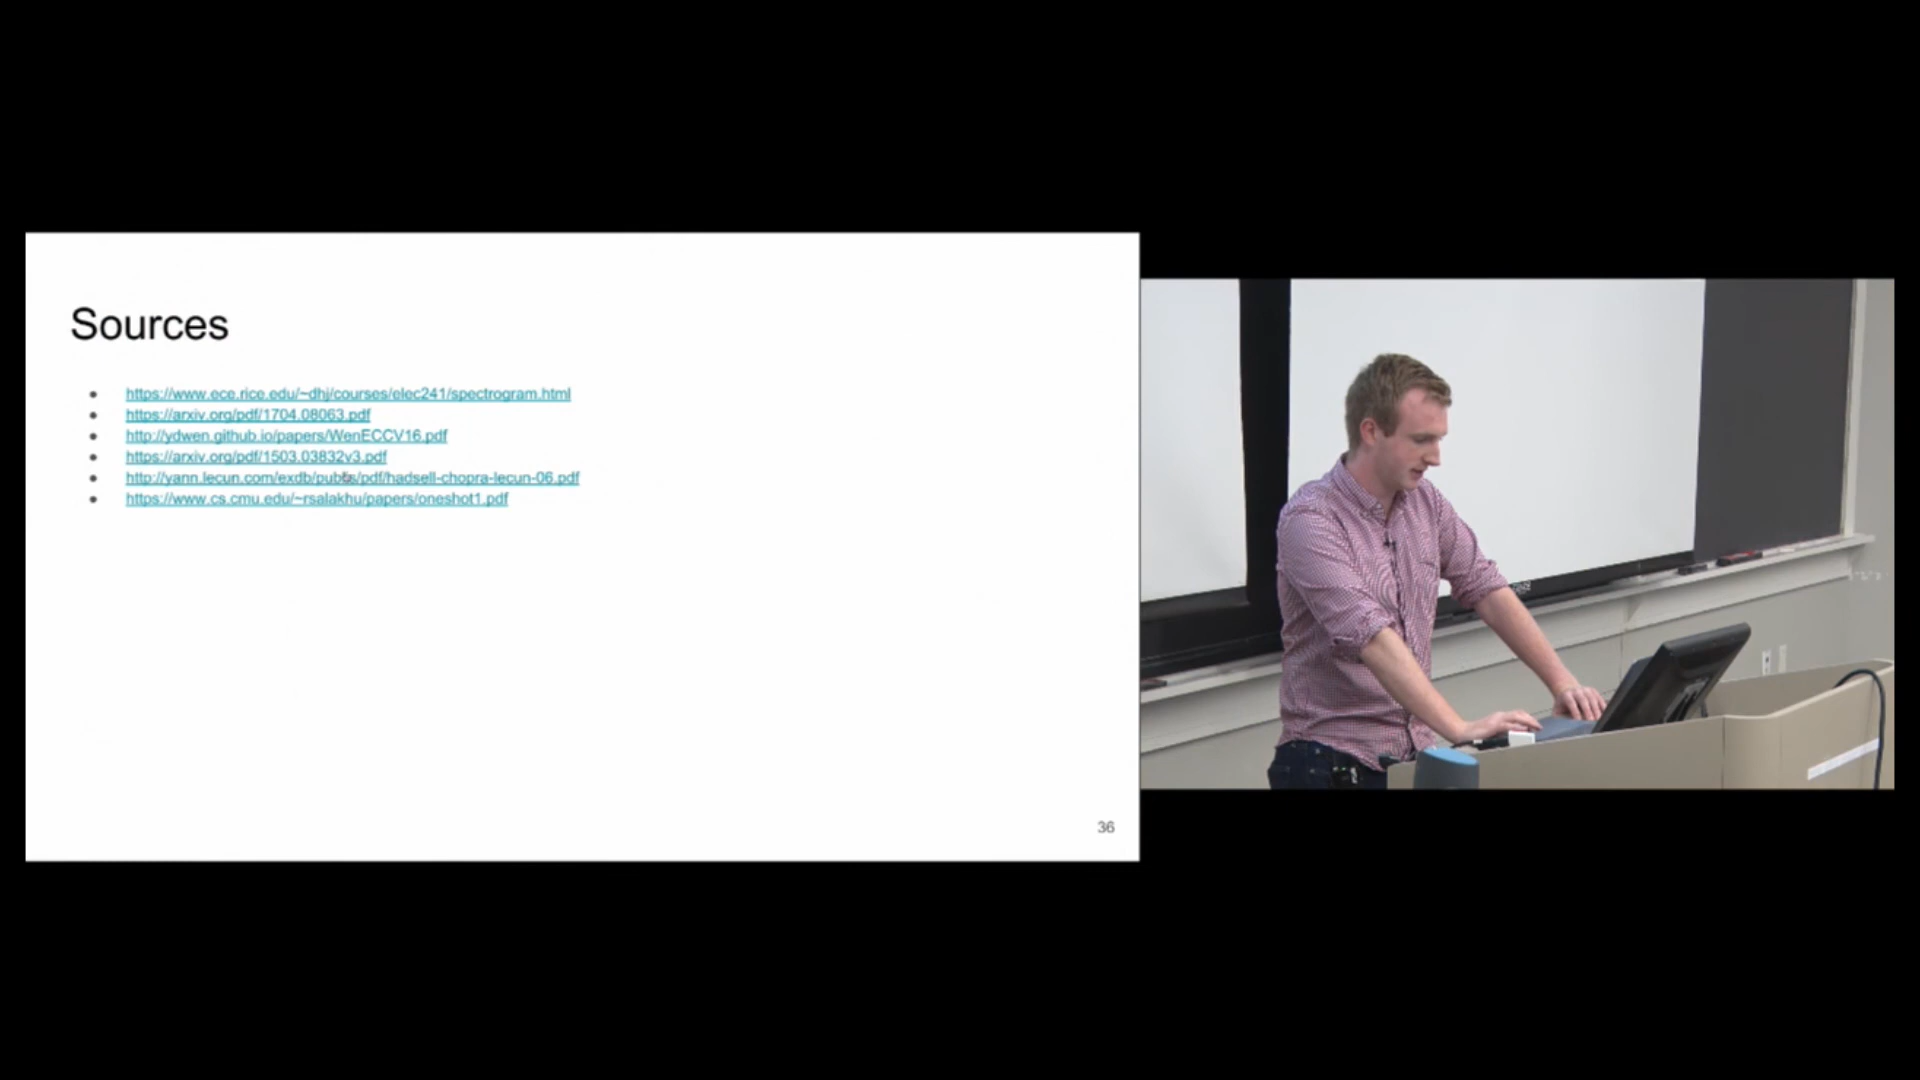 Sources
https://www.ece.rice.edu/~dhj/courses/elec241/spectrogram.html
https://arxiv.org/pdf/1704.08063.pdf
http://ydwen.github.io/papers/WenECCV16.pdf
https://arxiv.org/pdf/1503.03832v3.pdf
http://yann.lecun.com/exdb/publis/pdf/hadsell-chopra-lecun-06.pdf
https://www.cs.cmu.edu/~rsalakhu/papers/oneshot1.pdf
36